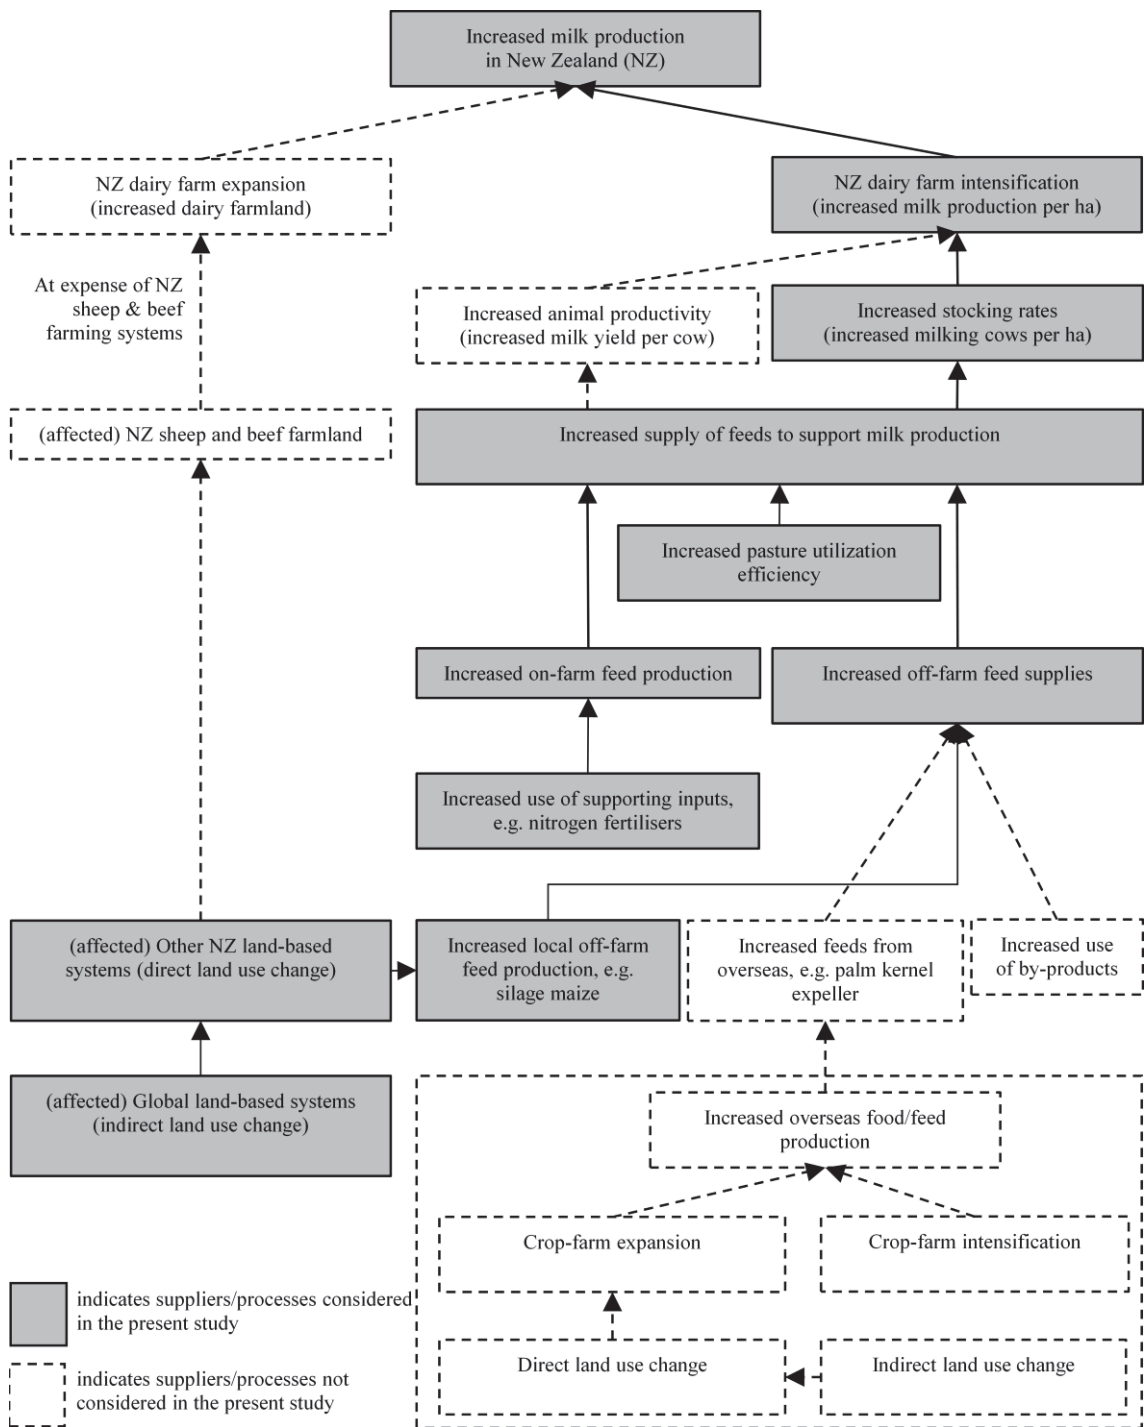 Increased milk production
in New Zealand (NZ)
NZ dairy farm expansion
(increased dairy farmland)
NZ dairy farm intensification
(increased milk production per ha)
At expense of NZ
sheep & beef
farming systems
Increased animal productivity
(increased milk yield per cow)
Increased stocking rates
(increased milking cows per ha)
(affected) NZ sheep and beef farmland
Increased supply of feeds to support milk production
Increased pasture utilization
efficiency
Increased on-farm feed production
Increased off-farm feed supplies
Increased use of supporting inputs,
e.g. nitrogen fertilisers
(affected) Other NZ land-based
systems (direct land use change)
Increased local off-farm
feed production, e.g.
silage maize
Increased feeds from
overseas, e.g. palm kernel
expeller
Increased use
of by-products
(affected) Global land-based systems
(indirect land use change)
Increased overseas food/feed
production
Crop-farm expansion
Crop-farm intensification
Direct land use change
Indirect land use change
indicates suppliers/processes considered
in the present study
indicates suppliers/processes not
considered in the present study